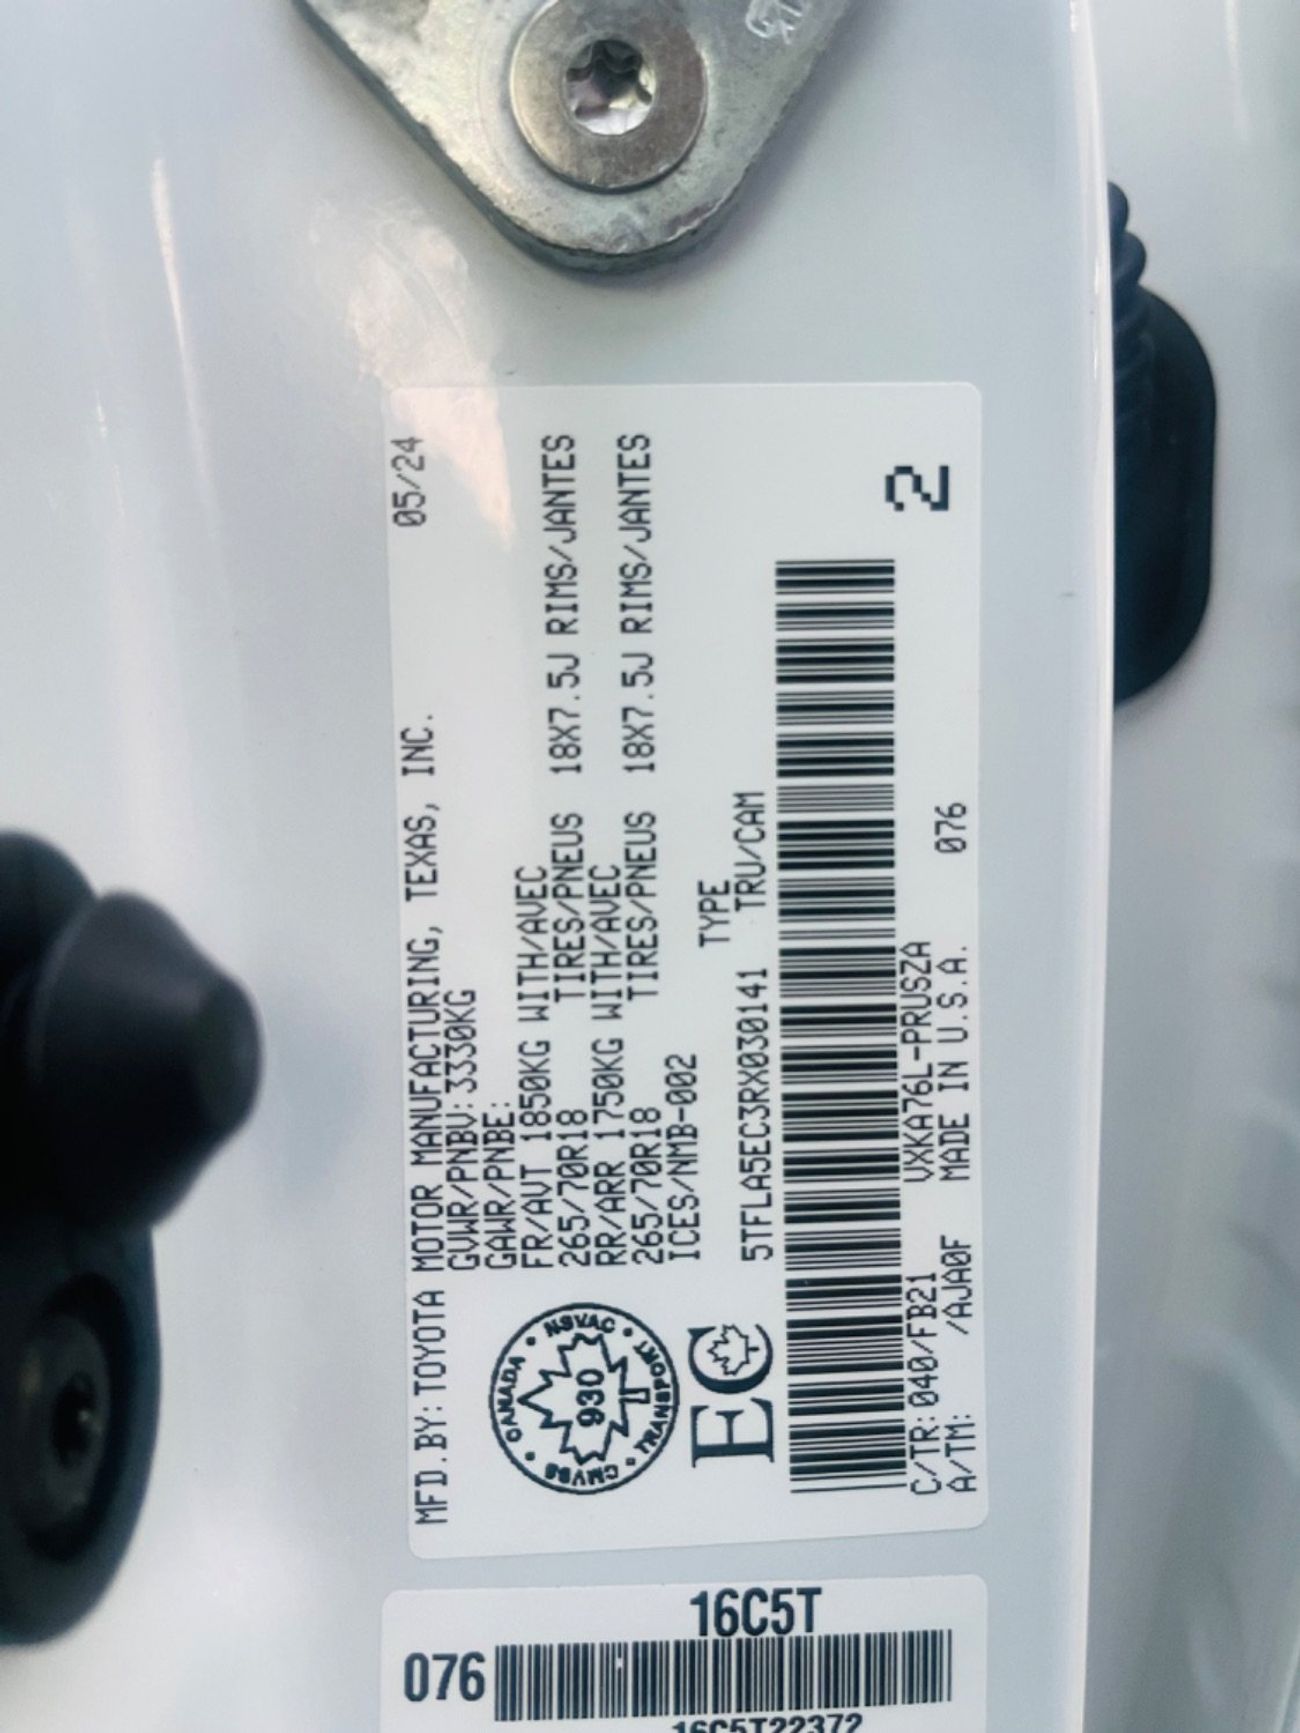 MFD.BY:TOYOTA MOTOR MANUFACTURING, TEXAS, INC. 05/24
GVWR/PNBV:3330KG
GAWR/PNBE:
FR/AVT 1850KG WITH/AVEC
265/70R18 TIRES/PNEUS 18X7.5J RIMS/JANTES
RR/ARR 1750KG WITH/AVEC
265/70R18 TIRES/PNEUS 18X7.5J RIMS/JANTES
ICES/NMB-002
CANADA • NSVAC • TRANSPORT • CMVSS •
930
EC
TYPE
5TFLA5EC3RX030141 TRU/CAM
2
C/TR:040/FB21 VXKA76L-PRUSZA
A/TM: /AJA0F MADE IN U.S.A. 076
16C5T
076
16C5T22372